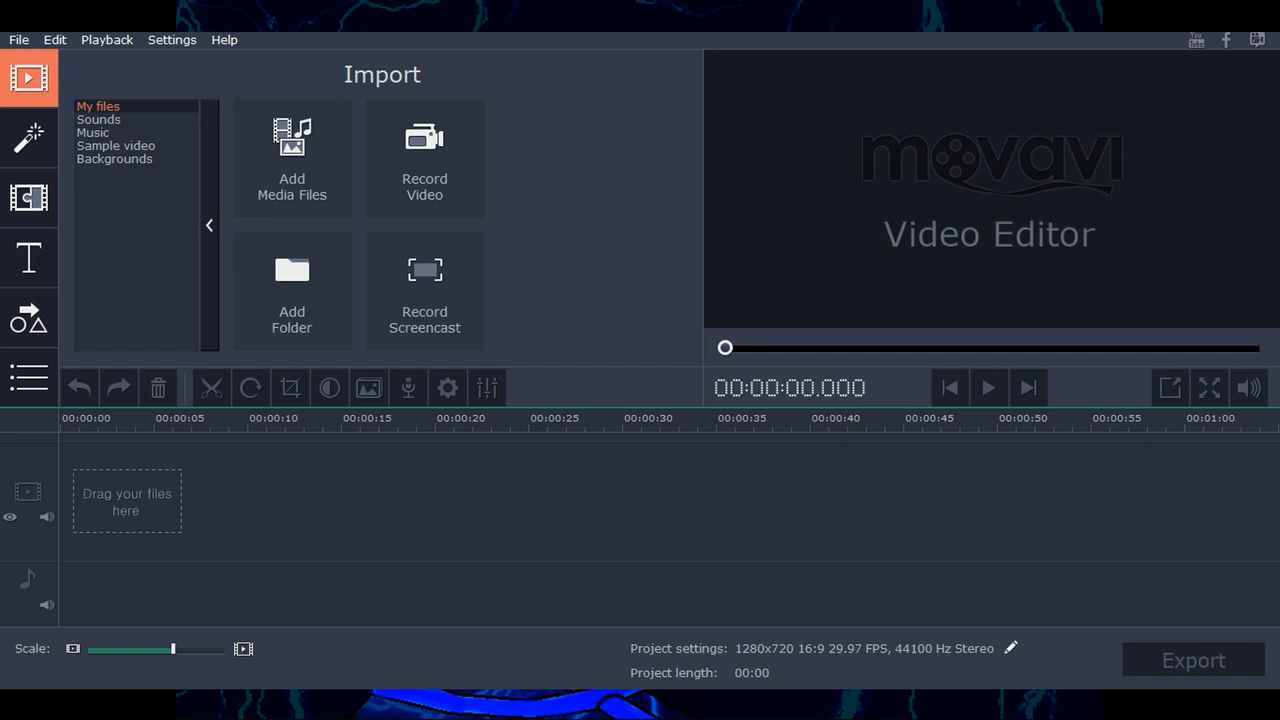 File Edit Playback Settings Help
You
Tube
Import
My files
Sounds
Music
Sample video
Backgrounds
Add
Media Files
Record
Video
Add
Folder
Record
Screencast
movavi
Video Editor
00:00:00.000
00:00:00 00:00:05 00:00:10 00:00:15 00:00:20 00:00:25 00:00:30 00:00:35 00:00:40 00:00:45 00:00:50 00:00:55 00:01:00
Drag your files
here
Scale:
Project settings: 1280x720 16:9 29.97 FPS, 44100 Hz Stereo
Project length: 00:00
Export